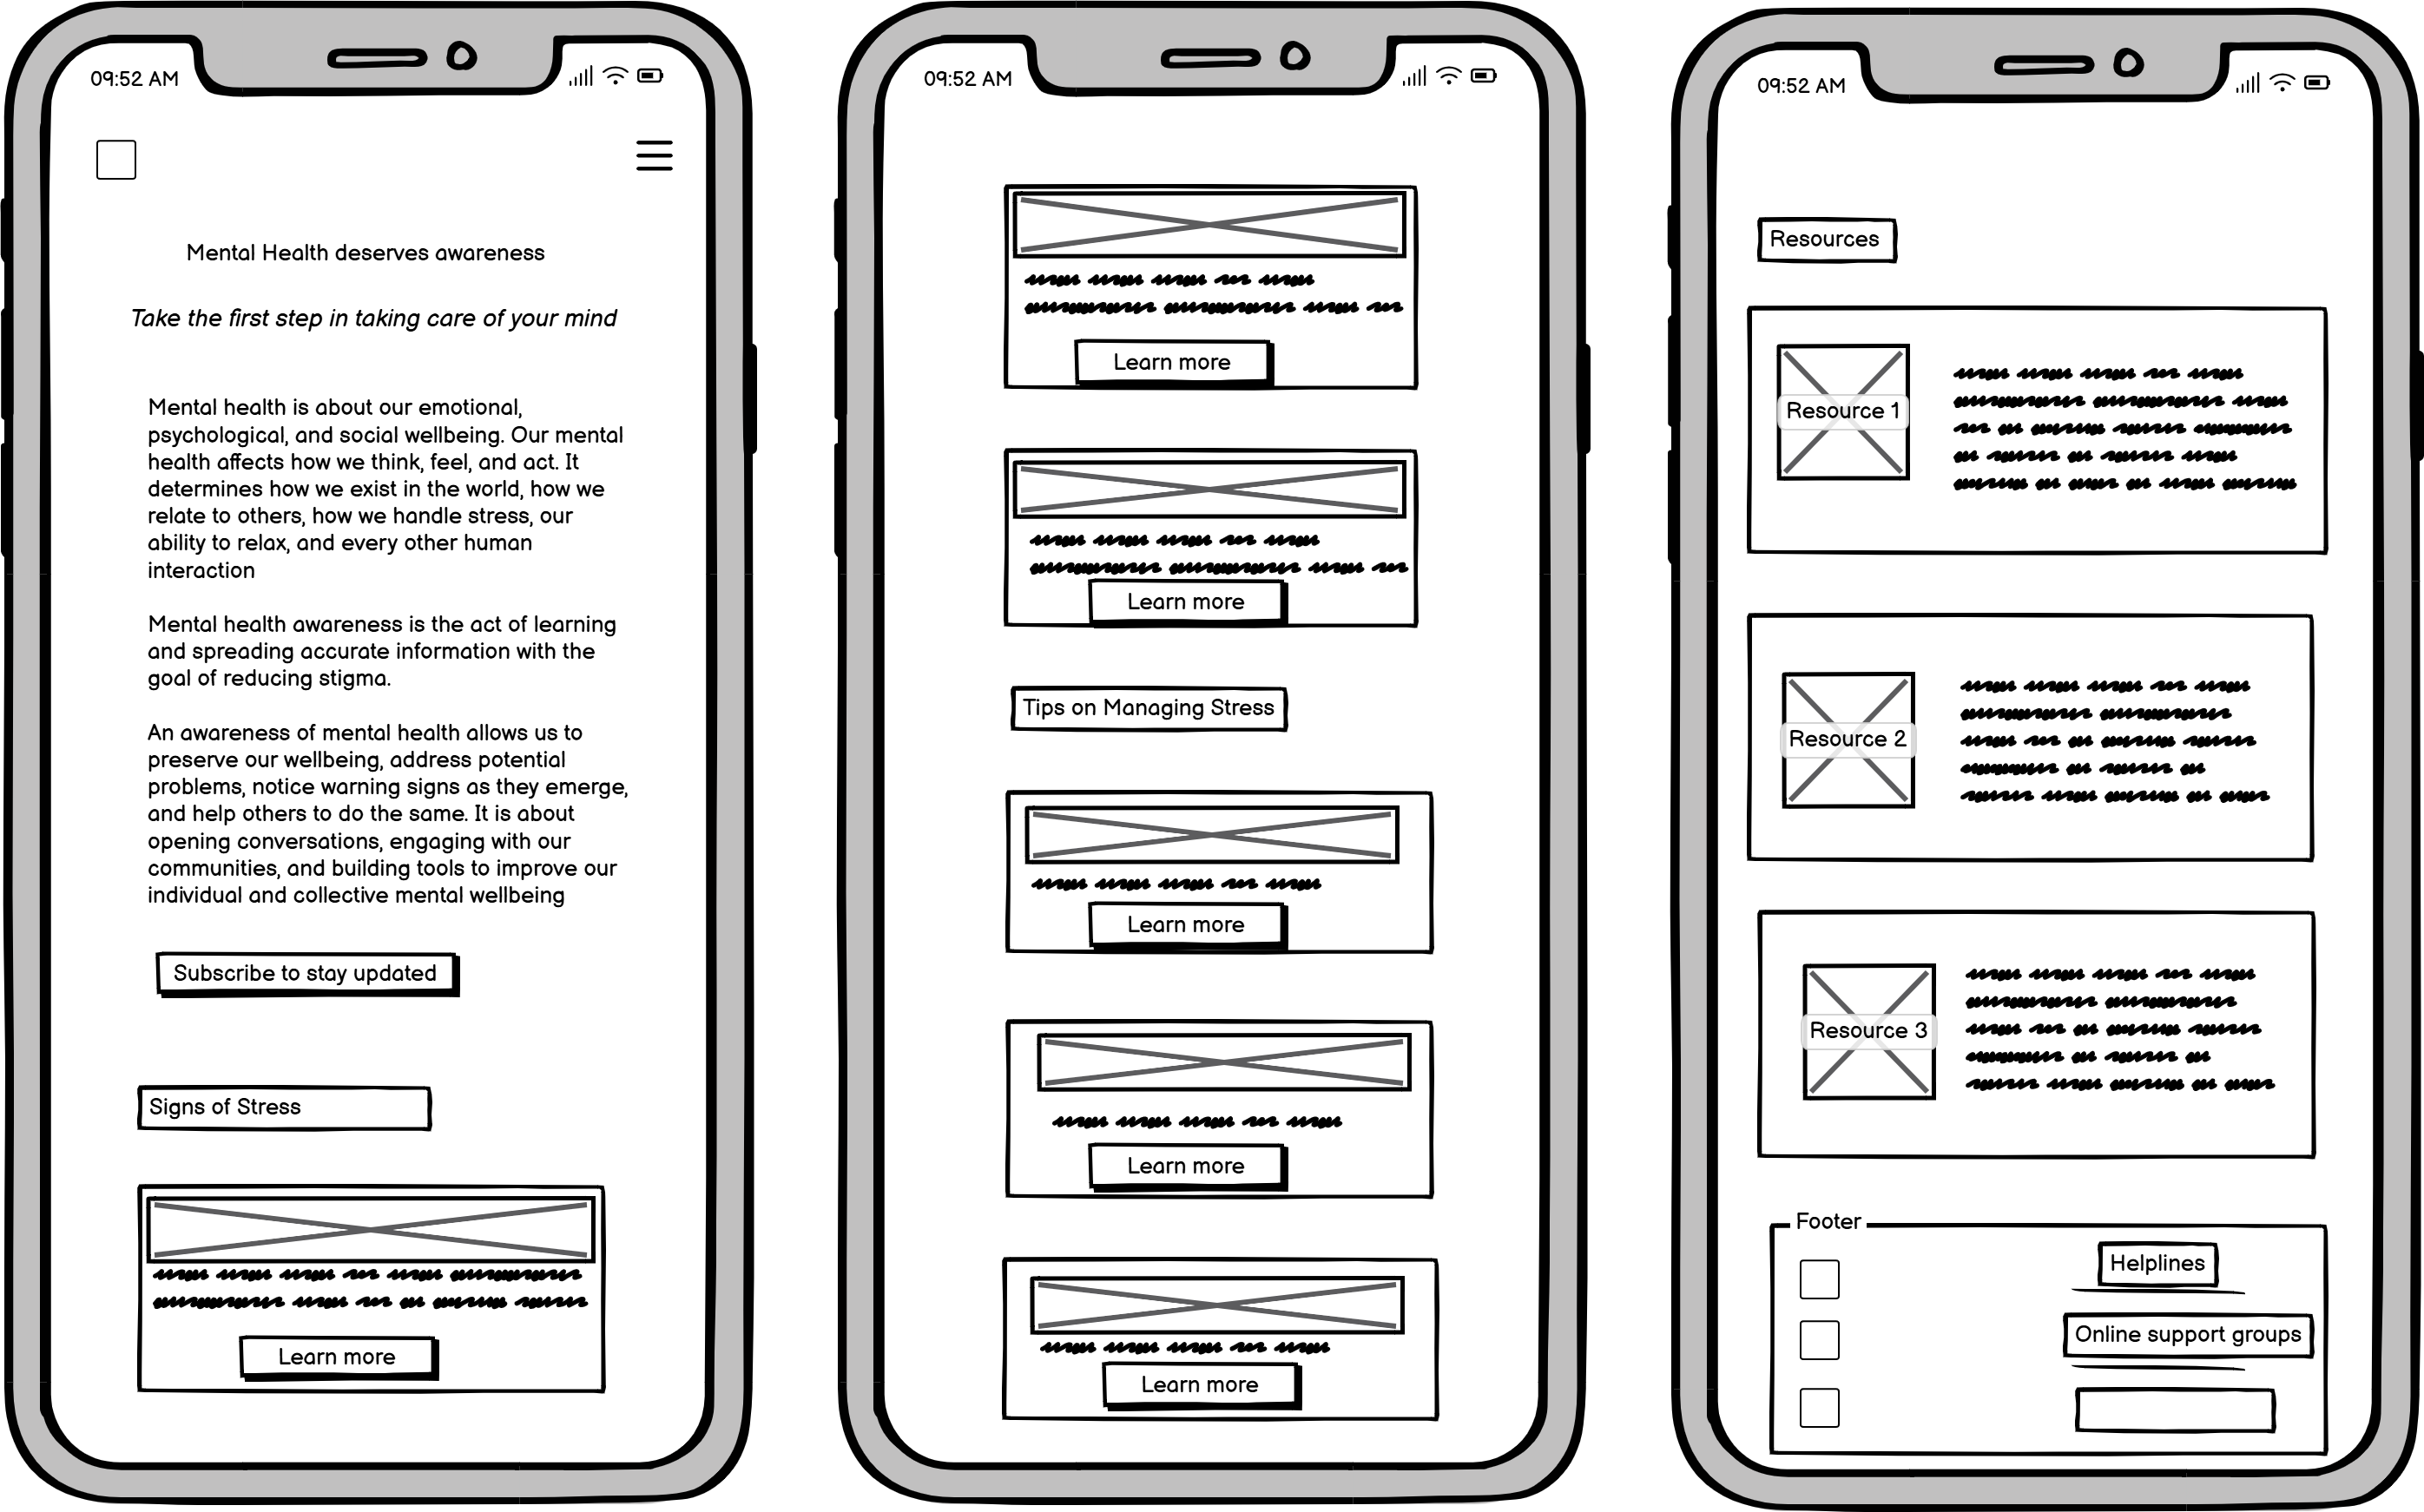 09:52 AM
Mental Health deserves awareness
Take the first step in taking care of your mind
Mental health is about our emotional,
psychological, and social wellbeing. Our mental
health affects how we think, feel, and act. It
determines how we exist in the world, how we
relate to others, how we handle stress, our
ability to relax, and every other human
interaction
Mental health awareness is the act of learning
and spreading accurate information with the
goal of reducing stigma.
An awareness of mental health allows us to
preserve our wellbeing, address potential
problems, notice warning signs as they emerge,
and help others to do the same. It is about
opening conversations, engaging with our
communities, and building tools to improve our
individual and collective mental wellbeing
Subscribe to stay updated
Signs of Stress
Learn more
09:52 AM
Learn more
Learn more
Tips on Managing Stress
Learn more
Learn more
Learn more
09:52 AM
Resources
Resource 1
Resource 2
Resource 3
Footer
Helplines
Online support groups